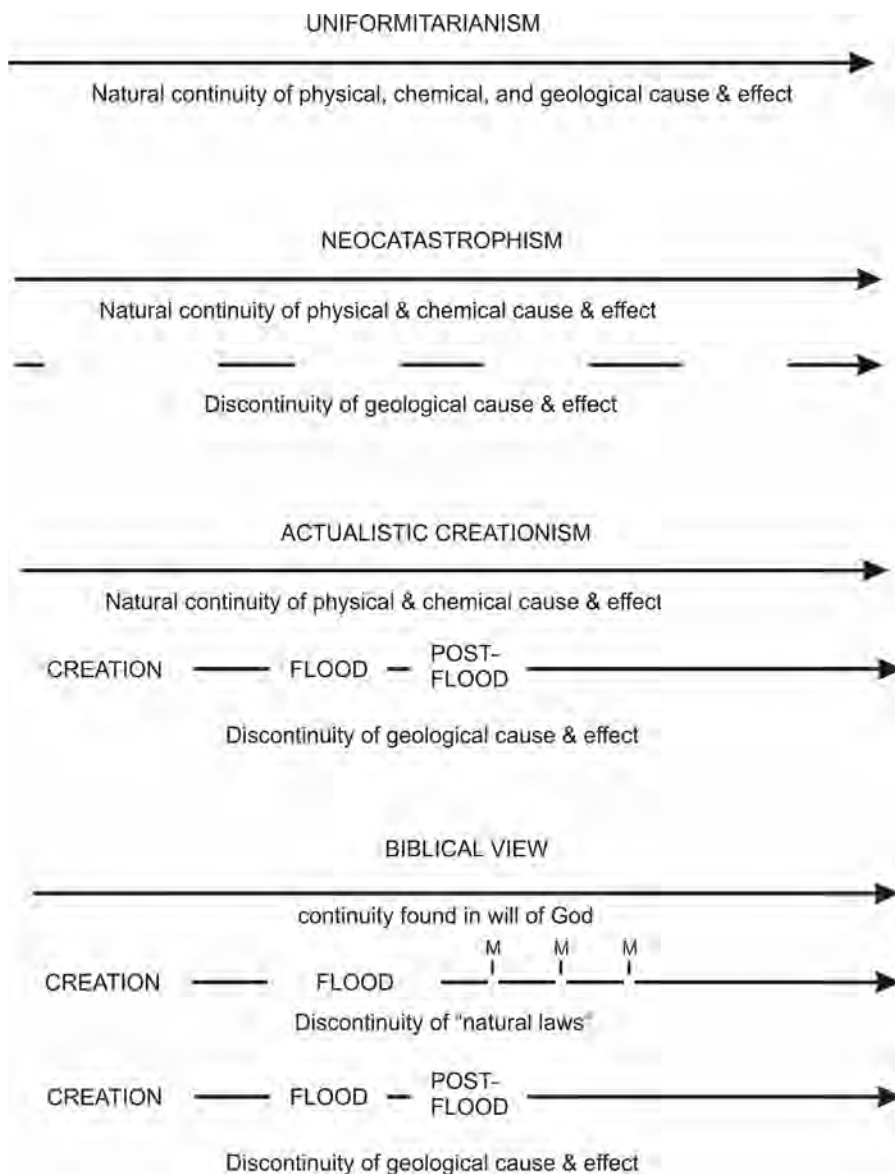 UNIFORMITARIANISM
Natural continuity of physical, chemical, and geological cause & effect
NEOCATASTROPHISM
Natural continuity of physical & chemical cause & effect
Discontinuity of geological cause & effect
ACTUALISTIC CREATIONISM
Natural continuity of physical & chemical cause & effect
CREATION FLOOD POST-
FLOOD
Discontinuity of geological cause & effect
BIBLICAL VIEW
continuity found in will of God
M M M
CREATION FLOOD
Discontinuity of "natural laws"
CREATION FLOOD POST-
FLOOD
Discontinuity of geological cause & effect